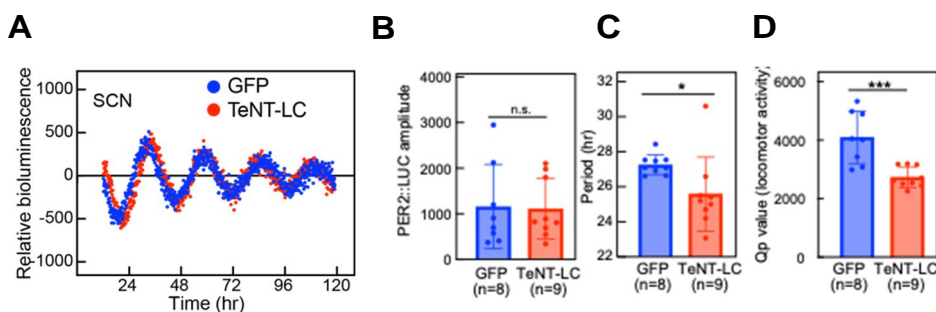 A
B
C
D
Relative bioluminescence
1000
500
0
-500
-1000
SCN
GFP
TeNT-LC
24
48
72
96
120
Time (hr)
PER2::LUC amplitude
4000
3000
2000
1000
0
n.s.
GFP
(n=8)
TeNT-LC
(n=9)
Period (hr)
32
30
28
26
24
22
*
GFP
(n=8)
TeNT-LC
(n=9)
Qp value (locomotor activity)
6000
4000
2000
0
***
GFP
(n=8)
TeNT-LC
(n=9)